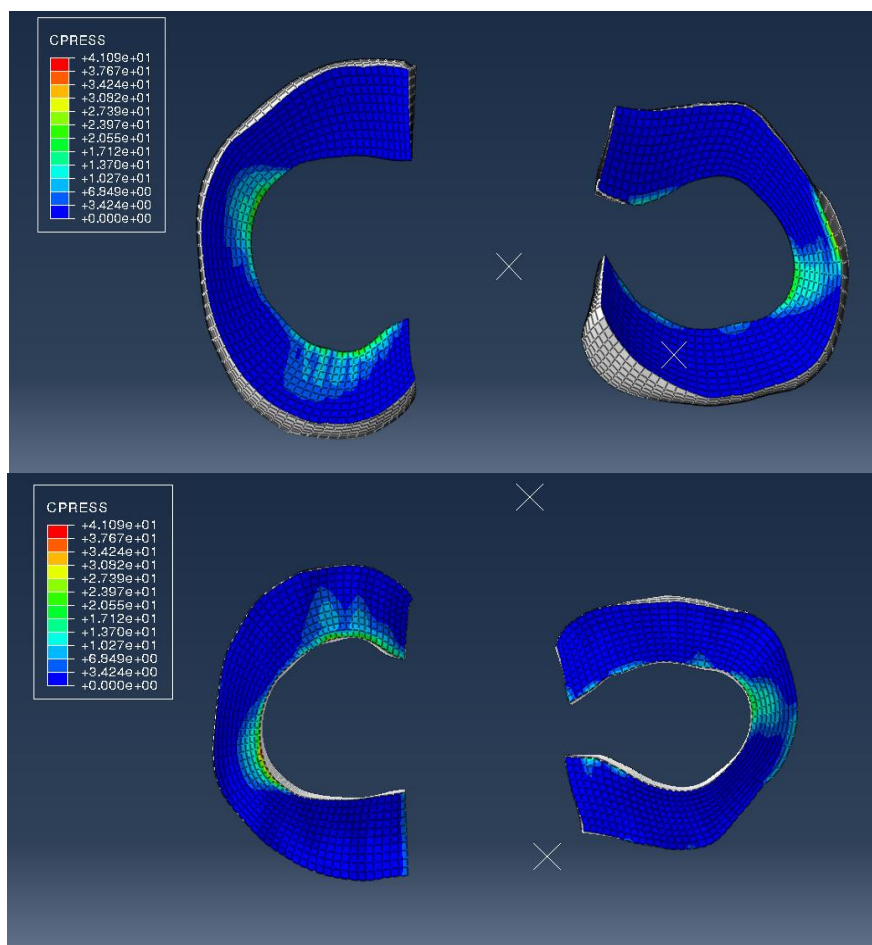 CPRESS
+4.109e+01
+3.767e+01
+3.424e+01
+3.082e+01
+2.739e+01
+2.397e+01
+2.055e+01
+1.712e+01
+1.370e+01
+1.027e+01
+6.849e+00
+3.424e+00
+0.000e+00
CPRESS
+4.109e+01
+3.767e+01
+3.424e+01
+3.082e+01
+2.739e+01
+2.397e+01
+2.055e+01
+1.712e+01
+1.370e+01
+1.027e+01
+6.849e+00
+3.424e+00
+0.000e+00